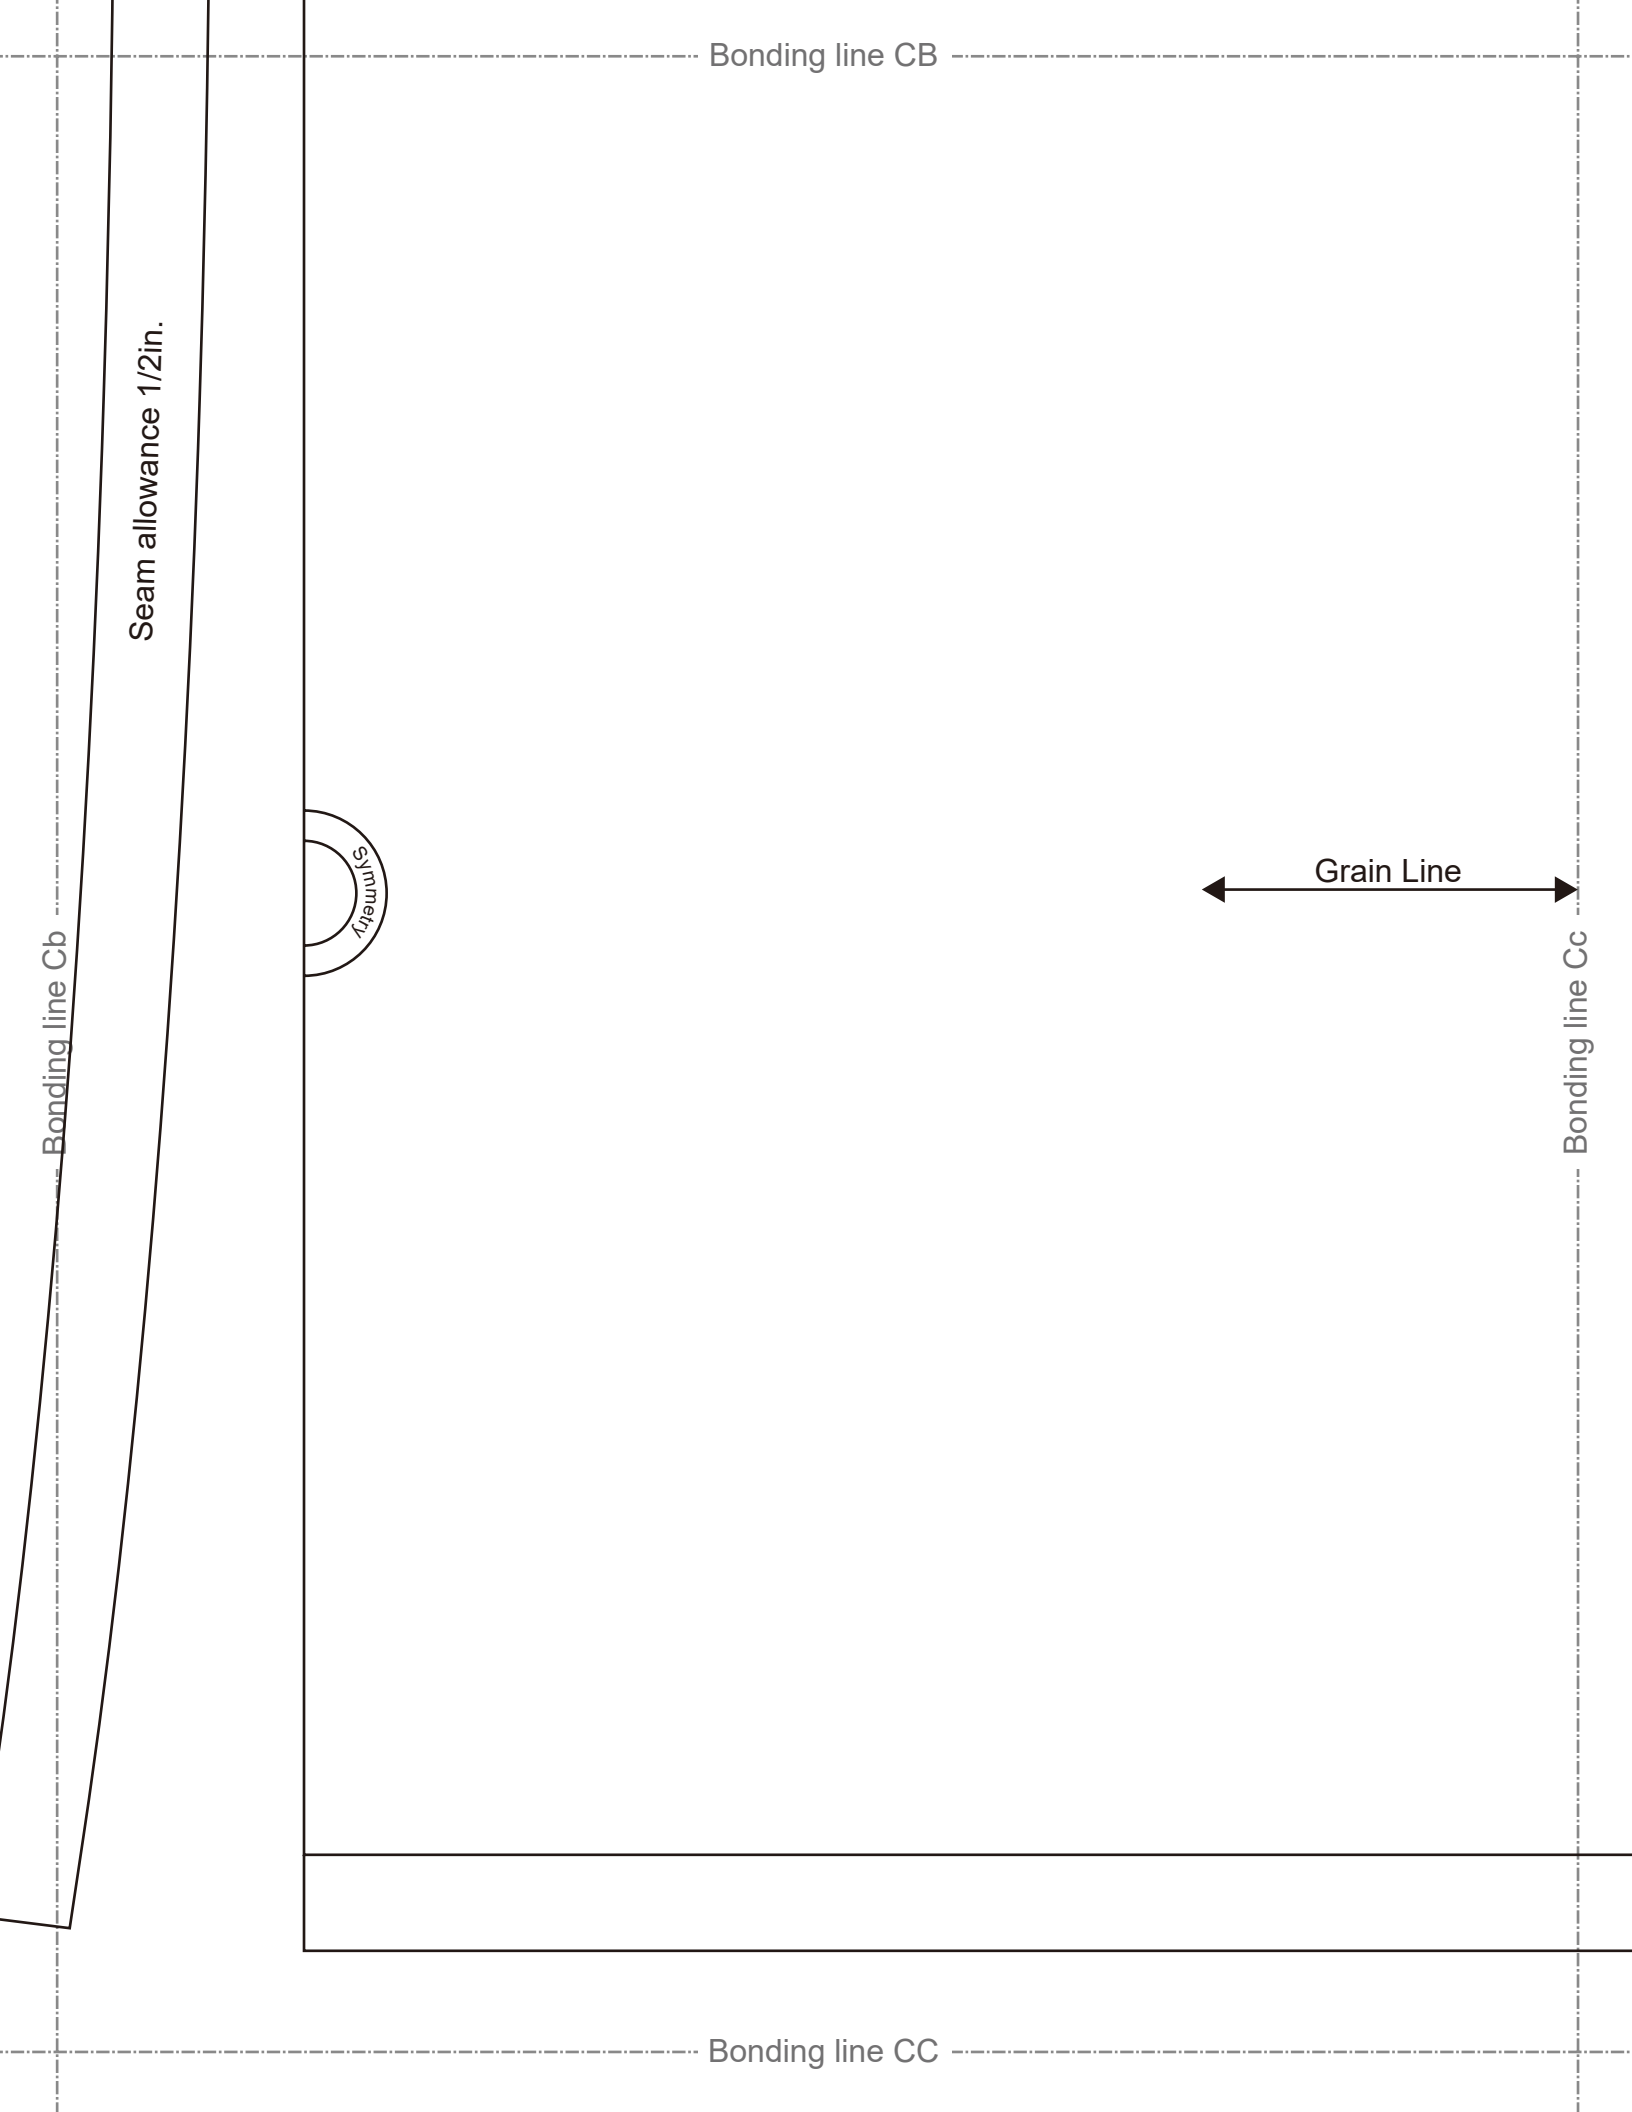 Bonding line CB
Seam allowance 1/2in.
Symmetry
Grain Line
Bonding line Cb
Bonding line Cc
Bonding line CC